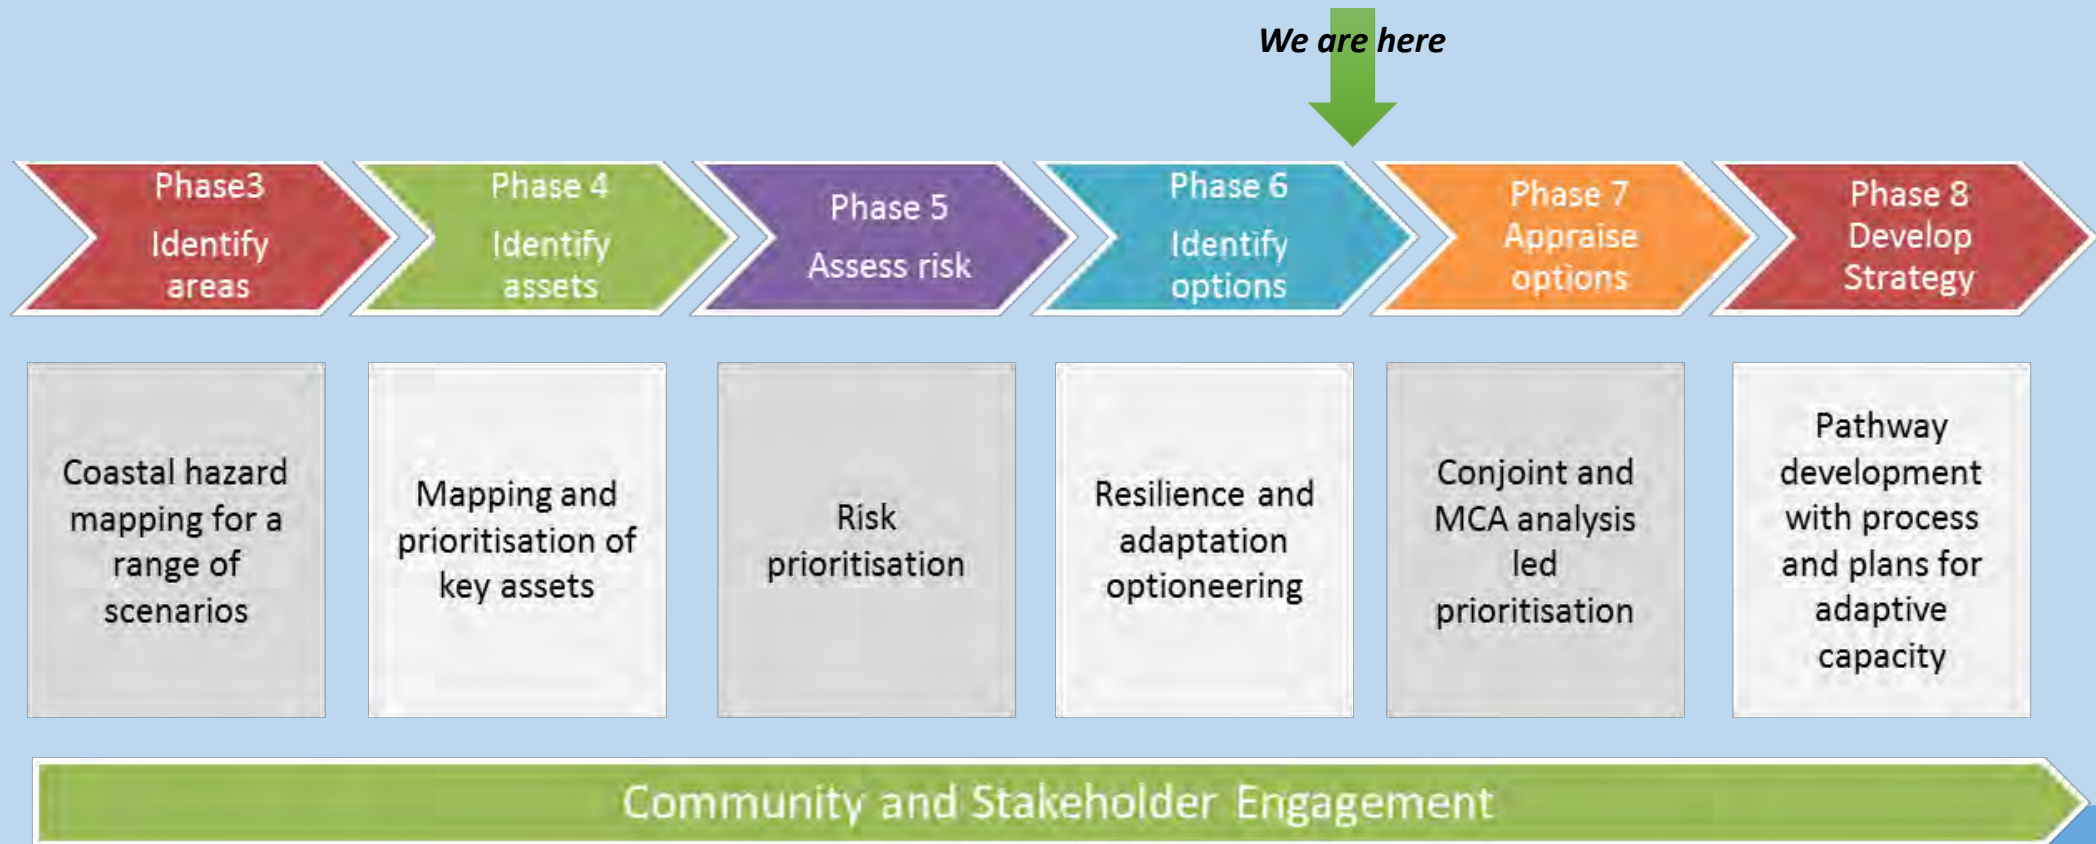 We are here
Phase3
Identify
areas
Phase 4
Identify
assets
Phase 5
Assess risk
Phase 6
Identify
options
Phase 7
Appraise
options
Phase 8
Develop
Strategy
Coastal hazard
mapping for a
range of
scenarios
Mapping and
prioritisation of
key assets
Risk
prioritisation
Resilience and
adaptation
optioneering
Conjoint and
MCA analysis
led
prioritisation
Pathway
development
with process
and plans for
adaptive
capacity
Community and Stakeholder Engagement